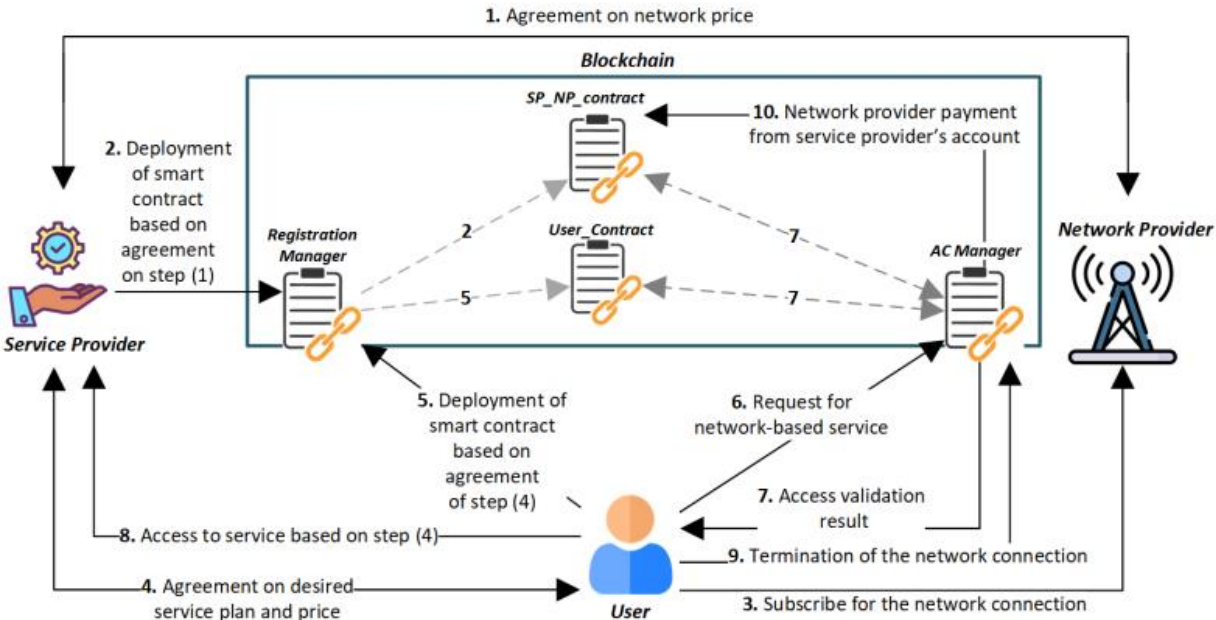 1. Agreement on network price
Blockchain
SP_NP_contract
10. Network provider payment
from service provider's account
2. Deployment
of smart
contract
based on
agreement
on step (1)
Registration
Manager
2
User_Contract
7
AC Manager
Network Provider
5
7
Service Provider
5. Deployment of
smart contract
based on
agreement
of step (4)
6. Request for
network-based service
7. Access validation
result
8. Access to service based on step (4)
9. Termination of the network connection
4. Agreement on desired
service plan and price
User
3. Subscribe for the network connection